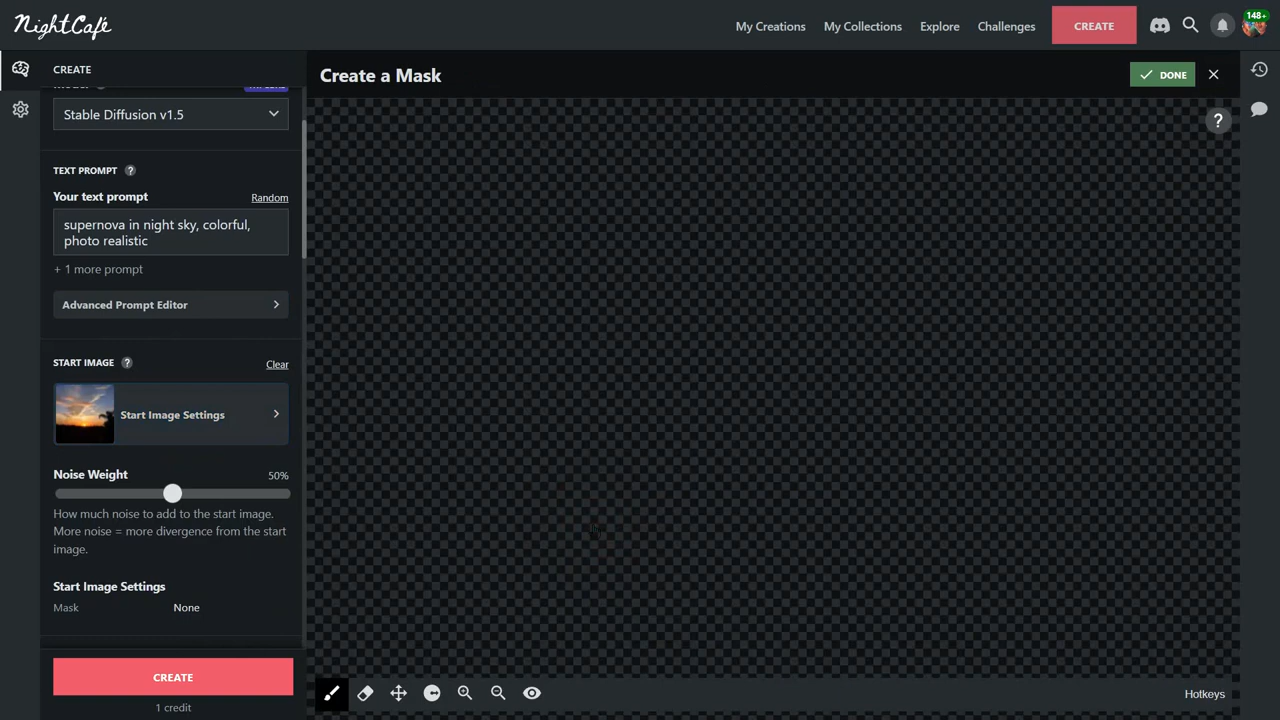 NightCafé
My Creations
My Collections
Explore
Challenges
CREATE
148+
CREATE
Create a Mask
DONE
?
Stable Diffusion v1.5
TEXT PROMPT ?
Your text prompt
Random
supernova in night sky, colorful,
photo realistic
+ 1 more prompt
Advanced Prompt Editor
START IMAGE ?
Clear
Start Image Settings
Noise Weight
50%
How much noise to add to the start image.
More noise = more divergence from the start
image.
Start Image Settings
Mask
None
CREATE
1 credit
Hotkeys